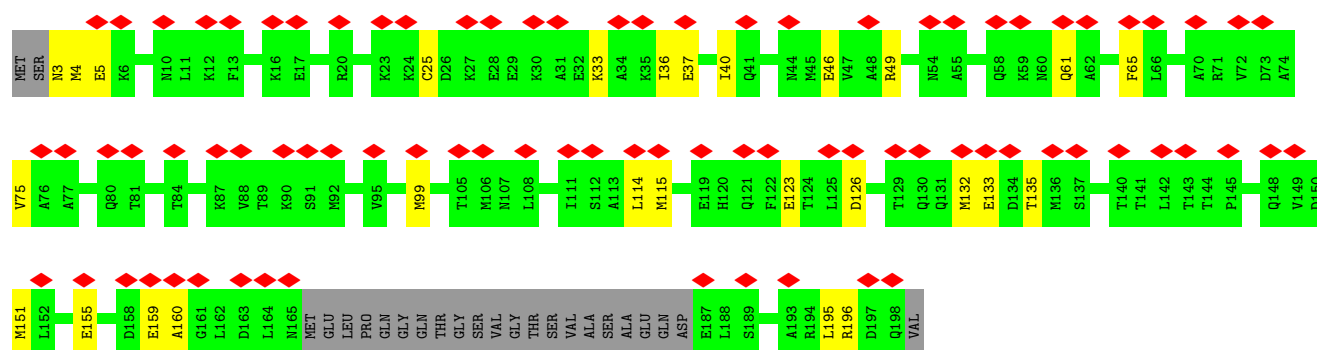 MET SER N3 M4 E5 K6 N10 L11 K12 F13 K16 E17 R20 K23 K24 C25 D26 K27 E28 E29 K30 A31 E32 K33 A34 K35 I36 E37 I40 Q41 N44 M45 E46 V47 A48 R49 N54 A55 Q58 K59 N60 Q61 A62 F65 L66 A70 R71 V72 D73 A74
V75 A76 A77 Q80 T81 T84 K87 V88 T89 K90 S91 M92 V95 M99 T105 M106 N107 L108 I111 S112 A113 L114 M115 E119 H120 Q121 F122 E123 T124 L125 D126 T129 Q130 Q131 M132 E133 D134 T135 M136 S137 T140 T141 L142 T143 T144 P145 Q148 V149 D150
M151 L152 E155 D158 E159 A160 G161 L162 D163 L164 N165 MET GLU LEU PRO GLN GLY GLN THR GLY SER VAL GLY THR SER VAL ALA SER ALA GLU GLN ASP E187 L188 S189 A193 R194 L195 R196 D197 Q198 VAL